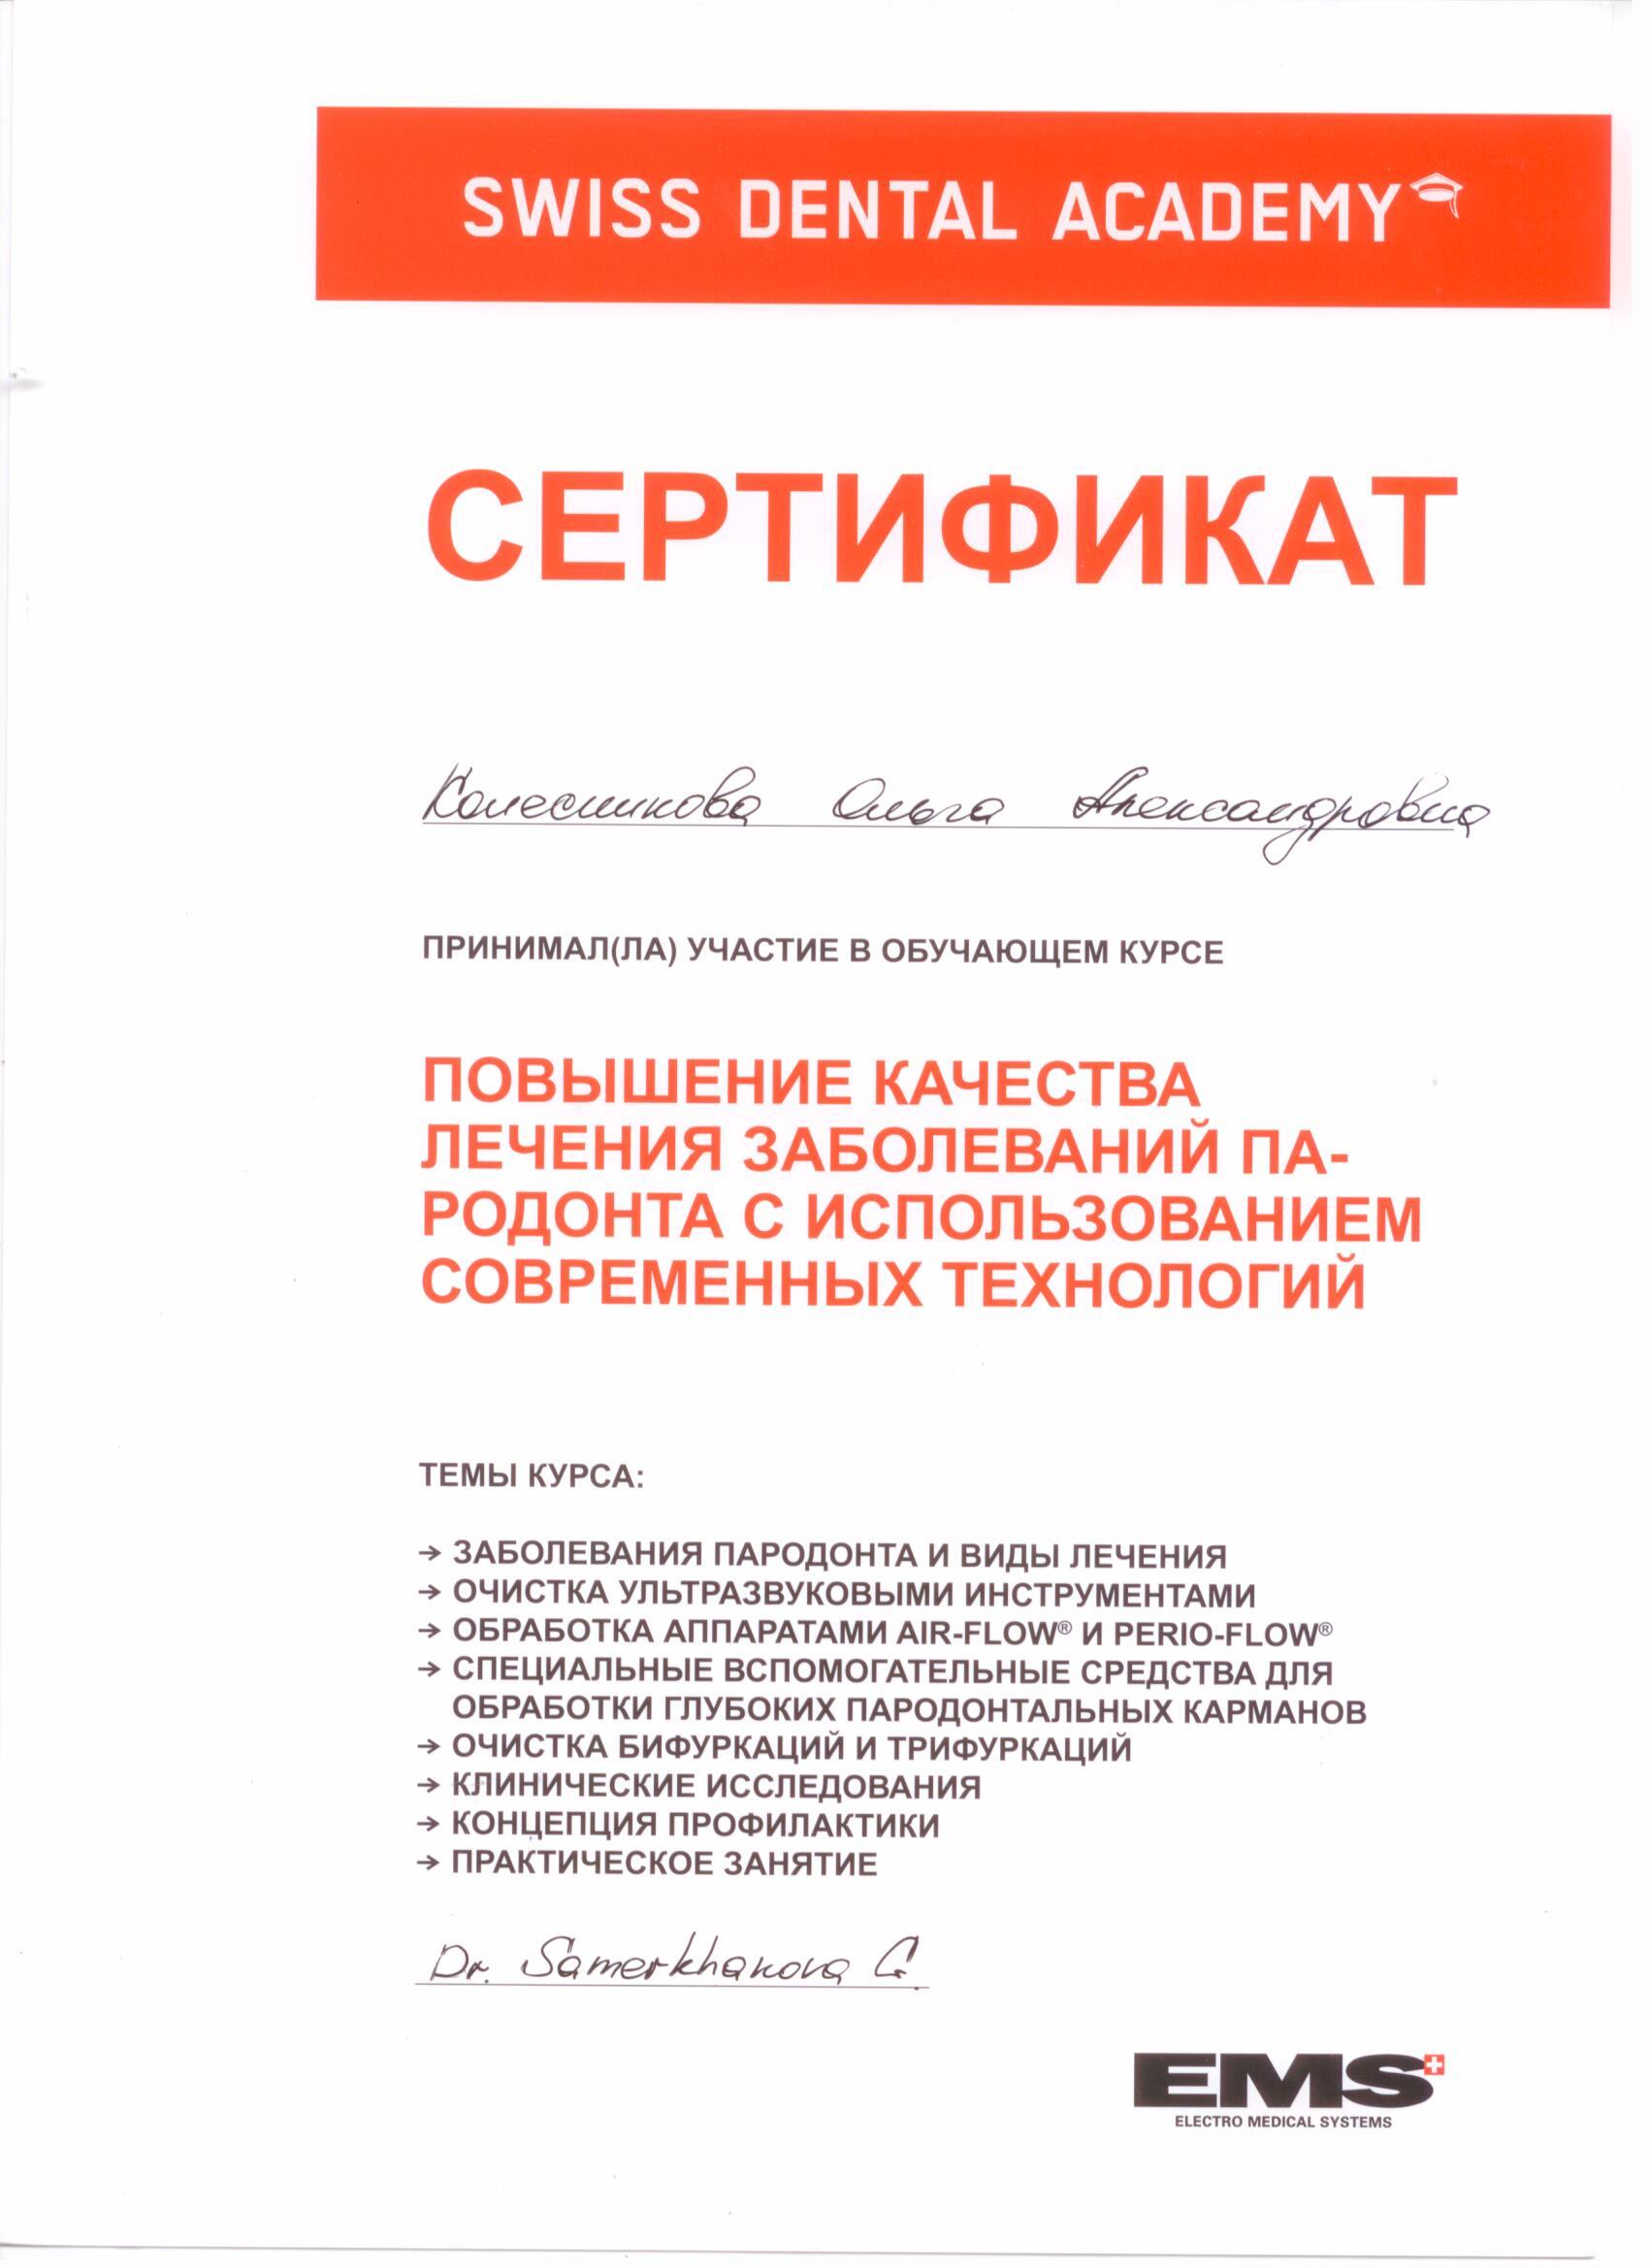 SWISS DENTAL ACADEMY
СЕРТИФИКАТ
Колесникова Ольга Александровна
ПРИНИМАЛ(ЛА) УЧАСТИЕ В ОБУЧАЮЩЕМ КУРСЕ
ПОВЫШЕНИЕ КАЧЕСТВА
ЛЕЧЕНИЯ ЗАБОЛЕВАНИЙ ПА-
РОДОНТА С ИСПОЛЬЗОВАНИЕМ
СОВРЕМЕННЫХ ТЕХНОЛОГИЙ
ТЕМЫ КУРСА:
→ ЗАБОЛЕВАНИЯ ПАРОДОНТА И ВИДЫ ЛЕЧЕНИЯ
→ ОЧИСТКА УЛЬТРАЗВУКОВЫМИ ИНСТРУМЕНТАМИ
→ ОБРАБОТКА АППАРАТАМИ AIR-FLOW® И PERIO-FLOW®
→ СПЕЦИАЛЬНЫЕ ВСПОМОГАТЕЛЬНЫЕ СРЕДСТВА ДЛЯ
ОБРАБОТКИ ГЛУБОКИХ ПАРОДОНТАЛЬНЫХ КАРМАНОВ
→ ОЧИСТКА БИФУРКАЦИЙ И ТРИФУРКАЦИЙ
→ КЛИНИЧЕСКИЕ ИССЛЕДОВАНИЯ
→ КОНЦЕПЦИЯ ПРОФИЛАКТИКИ
→ ПРАКТИЧЕСКОЕ ЗАНЯТИЕ
Dr. Samerkhanova G.
EMS
ELECTRO MEDICAL SYSTEMS